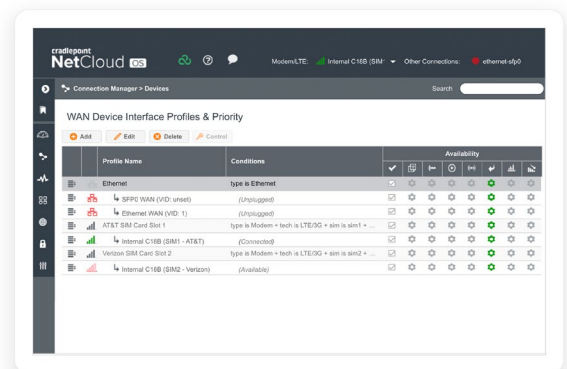 cradlepoint
NetCloud OS
Modem/LTE: Internal C18B (SIM1 Other Connections: ethernet-sfp0
Connection Manager > Devices Search
WAN Device Interface Profiles & Priority
Add Edit Delete Control
Availability
Profile Name Conditions
Ethernet type is Ethernet
SFP0 WAN (VID: unset) (Unplugged)
Ethernet WAN (VID: 1) (Unplugged)
AT&T SIM Card Slot 1 type is Modem + tech is LTE/3G + sim is sim1 + ...
Internal C18B (SIM1 - AT&T) (Connected)
Verizon SIM Card Slot 2 type is Modem + tech is LTE/3G + sim is sim2 + ...
Internal C18B (SIM2 - Verizon) (Available)